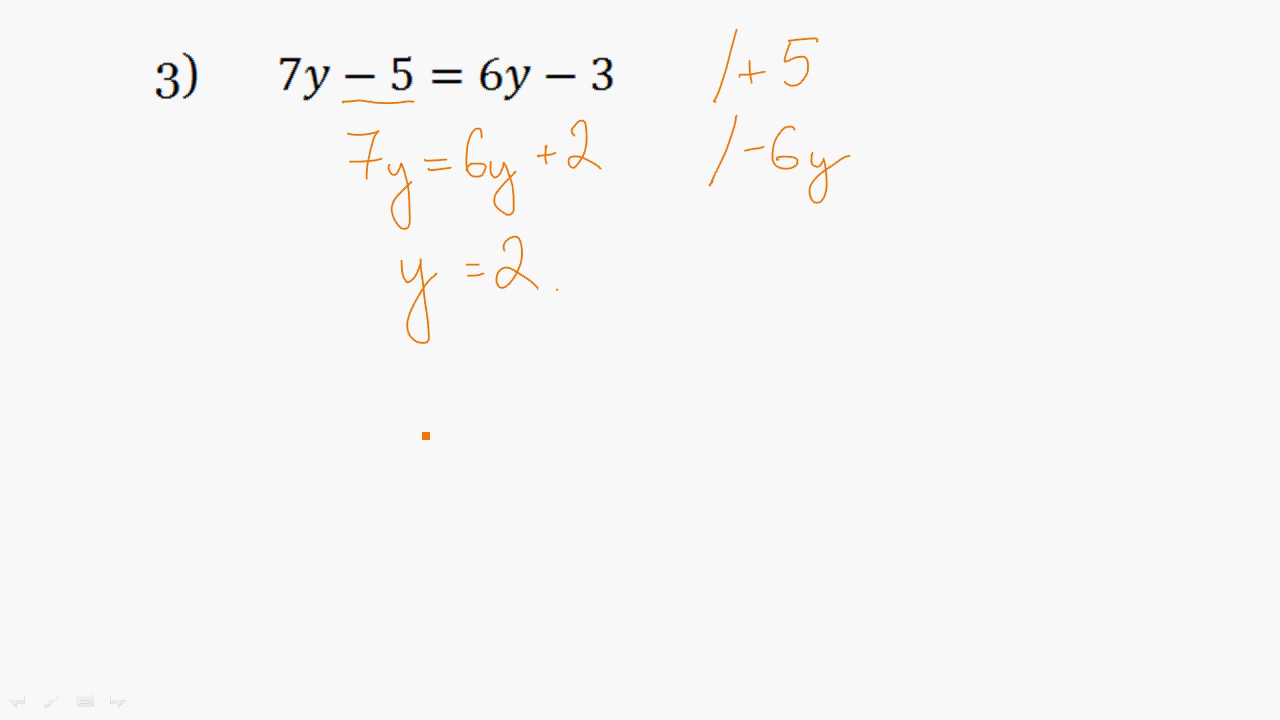 3) 7y − 5 = 6y − 3 /+5
7y = 6y + 2 /−6y
y = 2.